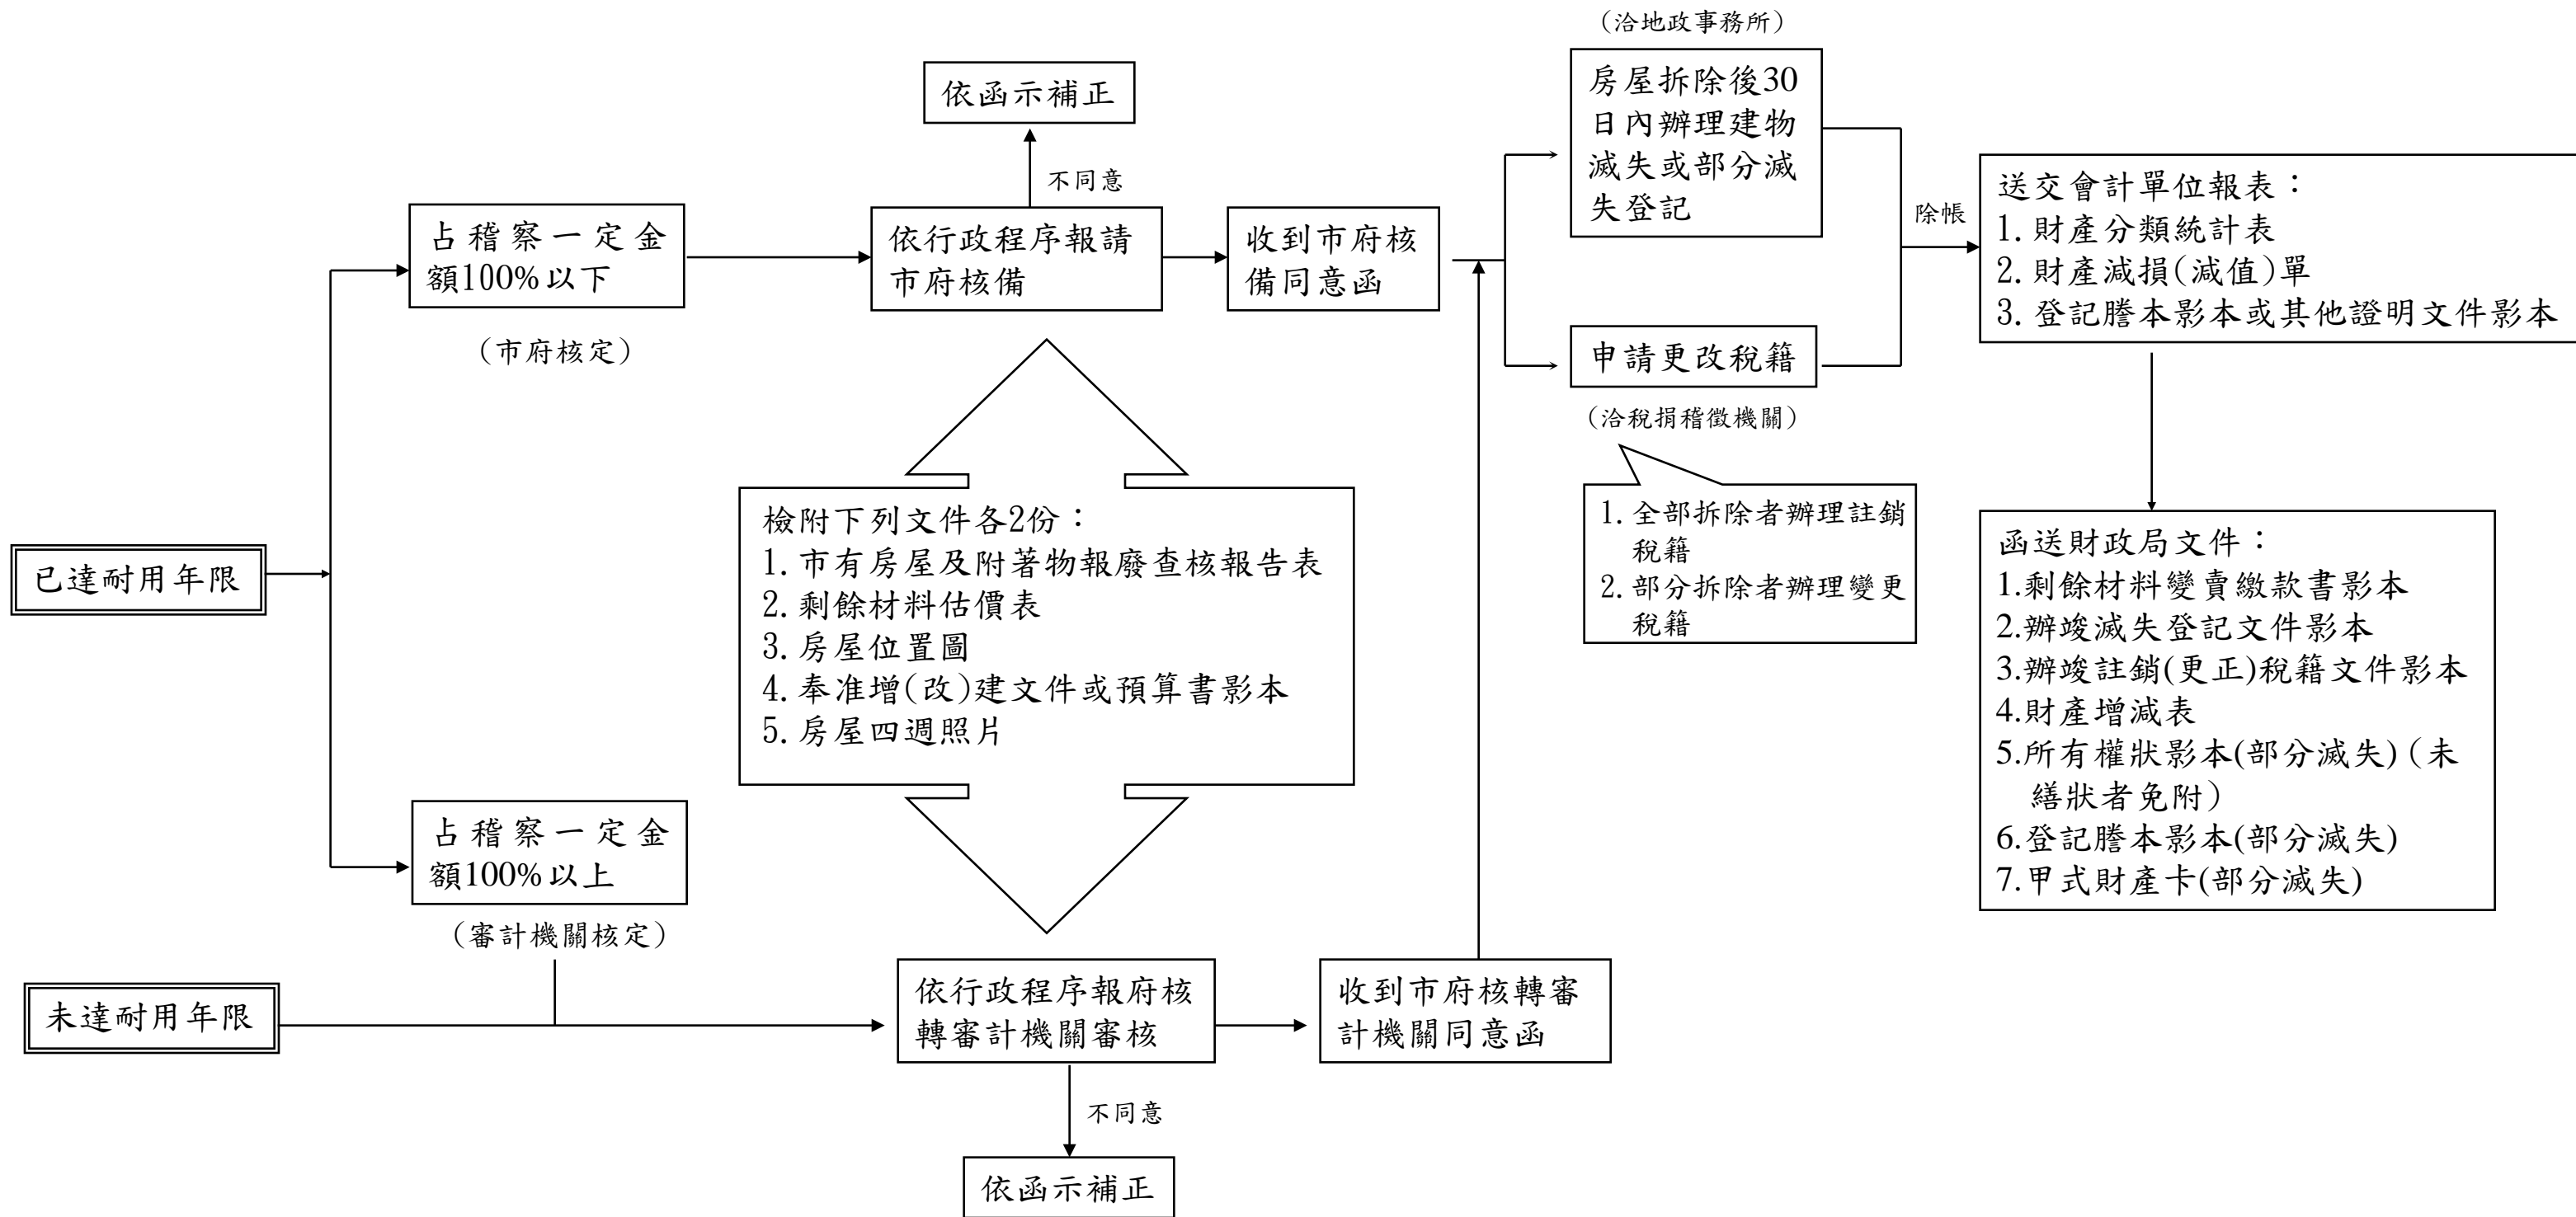 (洽地政事務所)
房屋拆除後30
日內辦理建物
滅失或部分滅
失登記
依函示補正
不同意
占稽察一定金
額100%以下
(市府核定)
依行政程序報請
市府核備
收到市府核
備同意函
申請更改稅籍
(洽稅捐稽徵機關)
1. 全部拆除者辦理註銷
稅籍
2. 部分拆除者辦理變更
稅籍
除帳
送交會計單位報表：
1. 財產分類統計表
2. 財產減損(減值)單
3. 登記謄本影本或其他證明文件影本
已達耐用年限
檢附下列文件各2份：
1. 市有房屋及附著物報廢查核報告表
2. 剩餘材料估價表
3. 房屋位置圖
4. 奉准增(改)建文件或預算書影本
5. 房屋四週照片
函送財政局文件：
1.剩餘材料變賣繳款書影本
2.辦竣滅失登記文件影本
3.辦竣註銷(更正)稅籍文件影本
4.財產增減表
5.所有權狀影本(部分滅失)（未
繕狀者免附）
6.登記謄本影本(部分滅失)
7.甲式財產卡(部分滅失)
占稽察一定金
額100%以上
(審計機關核定)
未達耐用年限
依行政程序報府核
轉審計機關審核
收到市府核轉審
計機關同意函
不同意
依函示補正